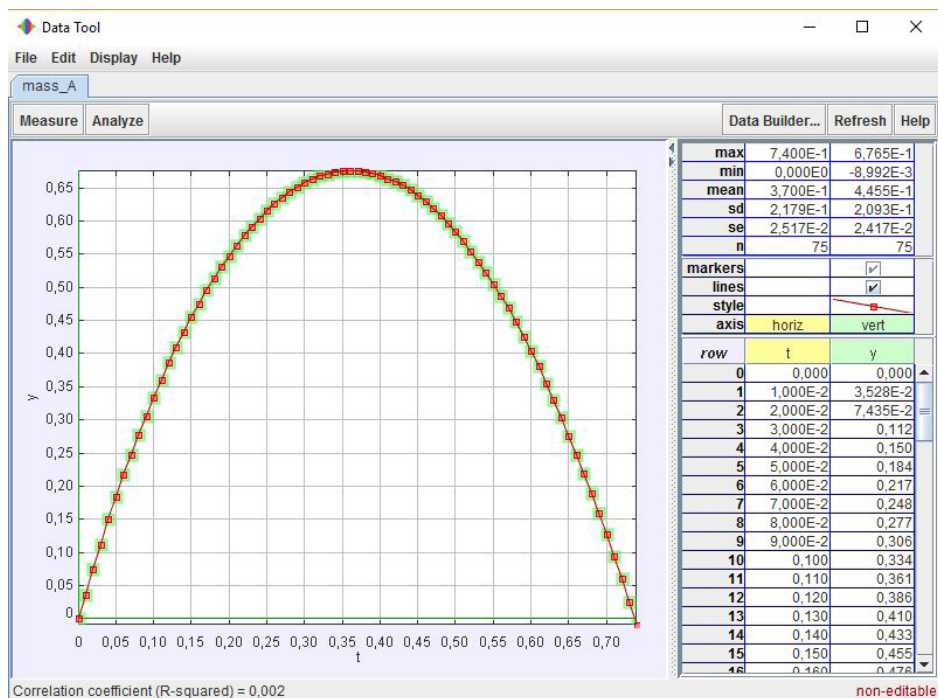 Data Tool
File Edit Display Help
mass_A
Measure Analyze Data Builder... Refresh Help
y
0,65
0,60
0,55
0,50
0,45
0,40
0,35
0,30
0,25
0,20
0,15
0,10
0,05
0
0 0,05 0,10 0,15 0,20 0,25 0,30 0,35 0,40 0,45 0,50 0,55 0,60 0,65 0,70
t
max 7,400E-1 6,765E-1
min 0,000E0 -8,992E-3
mean 3,700E-1 4,455E-1
sd 2,179E-1 2,093E-1
se 2,517E-2 2,417E-2
n 75 75
markers
lines
style
axis horiz vert
row t y
0 0,000 0,000
1 1,000E-2 3,528E-2
2 2,000E-2 7,435E-2
3 3,000E-2 0,112
4 4,000E-2 0,150
5 5,000E-2 0,184
6 6,000E-2 0,217
7 7,000E-2 0,248
8 8,000E-2 0,277
9 9,000E-2 0,306
10 0,100 0,334
11 0,110 0,361
12 0,120 0,386
13 0,130 0,410
14 0,140 0,433
15 0,150 0,455
16 0,160 0,476
Correlation coefficient (R-squared) = 0,002 non-editable